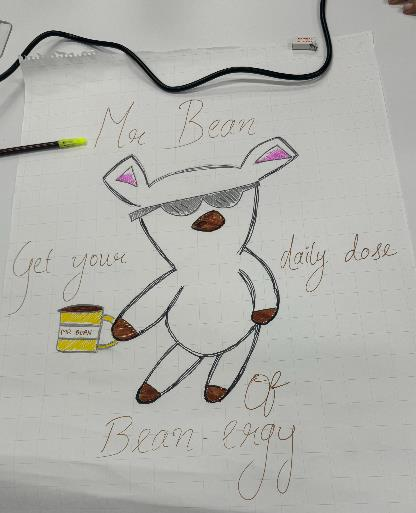 Mr Bean
Get your daily dose
MR BEAN
Of
Bean-ergy